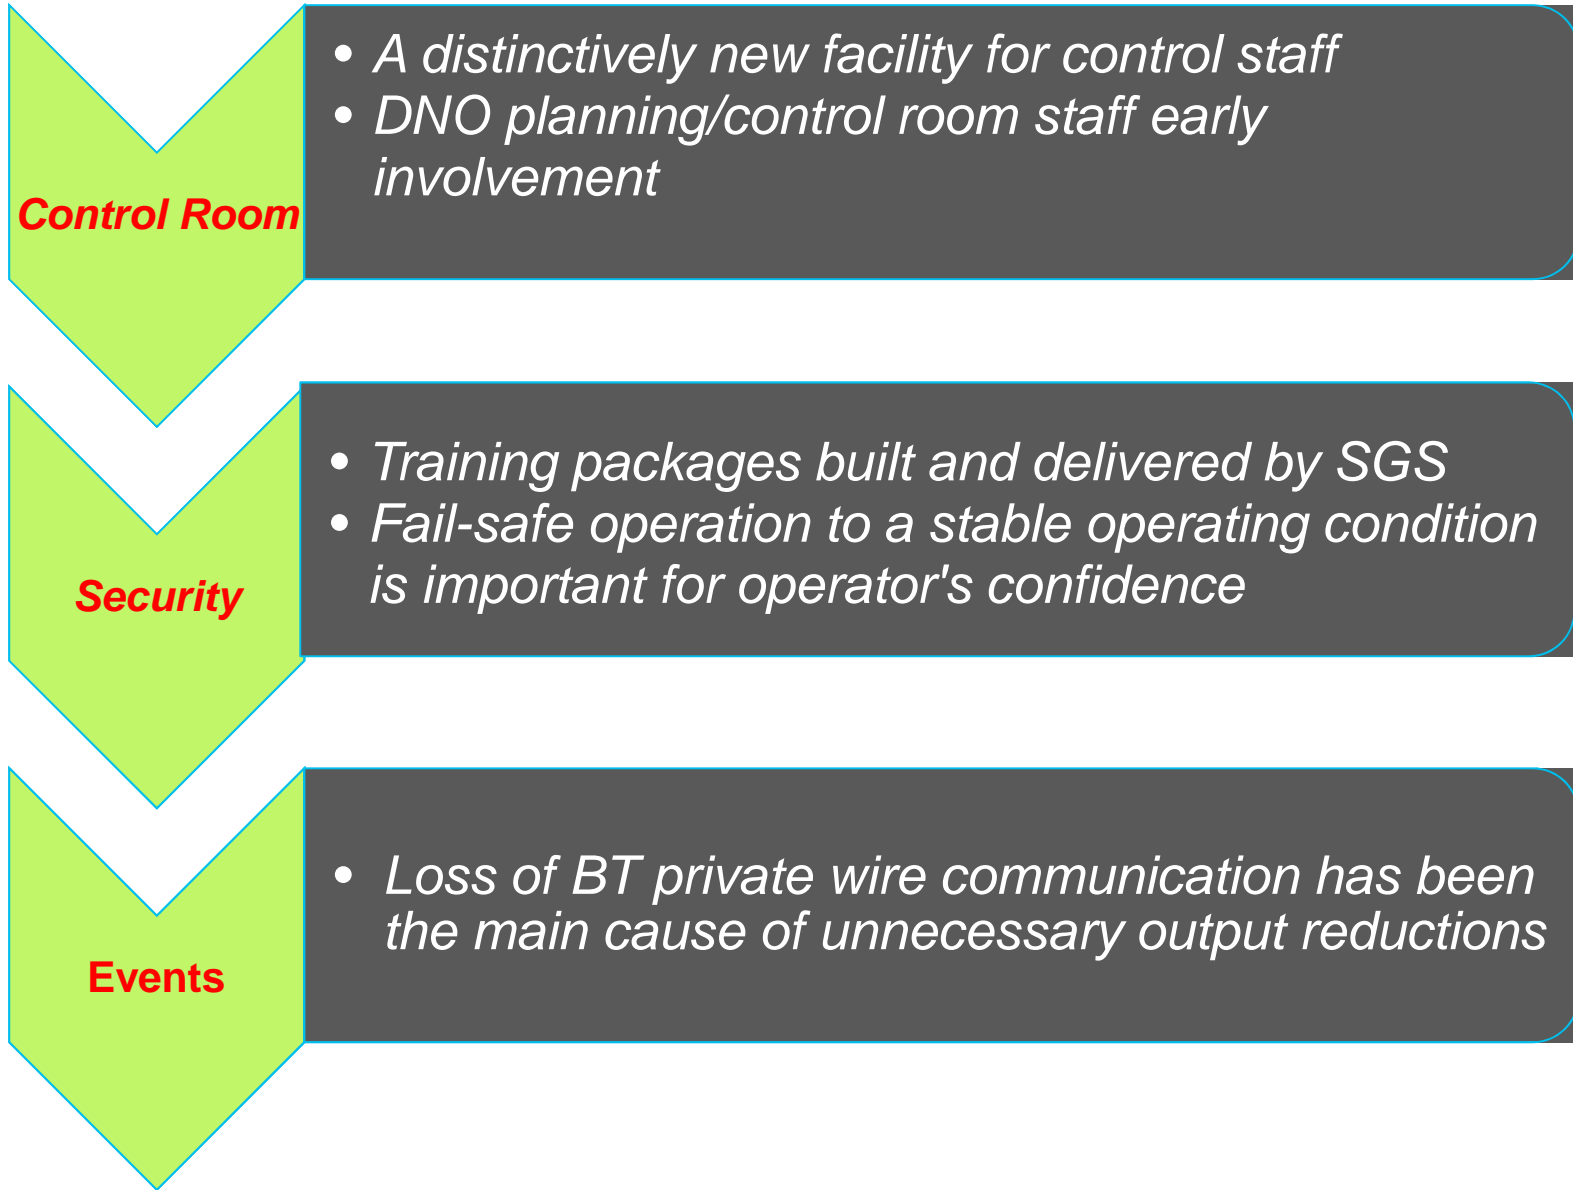 Control Room
• A distinctively new facility for control staff
• DNO planning/control room staff early
involvement
Security
• Training packages built and delivered by SGS
• Fail-safe operation to a stable operating condition
is important for operator's confidence
Events
• Loss of BT private wire communication has been
the main cause of unnecessary output reductions